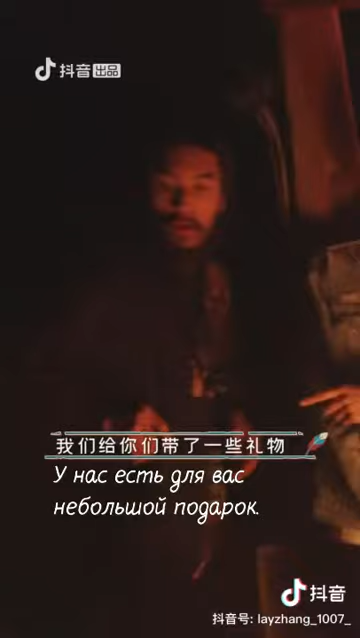 抖音出品
我们给你们带了一些礼物
У нас есть для вас
небольшой подарок.
抖音
抖音号: layzhang_1007_